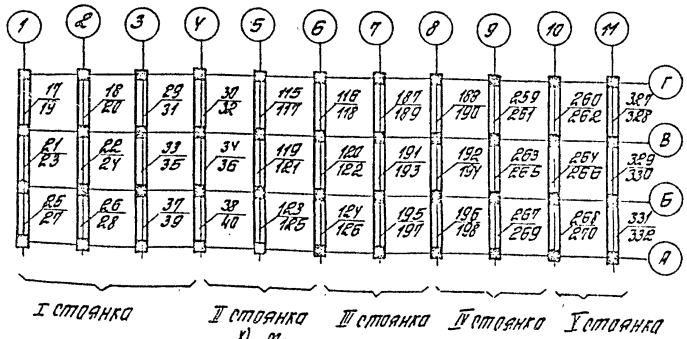 1 2 3 4 5 6 7 8 9 10 11
Г
17 18 29 30 115 116 187 188 259 260 327
19 20 31 32 117 118 189 190 261 262 328
В
21 22 33 34 119 120 191 192 263 264 329
23 24 35 36 121 122 193 194 265 266 330
Б
25 26 37 38 123 124 195 196 267 268 331
27 28 39 40 125 126 197 198 269 270 332
А
I стоянка II стоянка III стоянка IV стоянка V стоянка